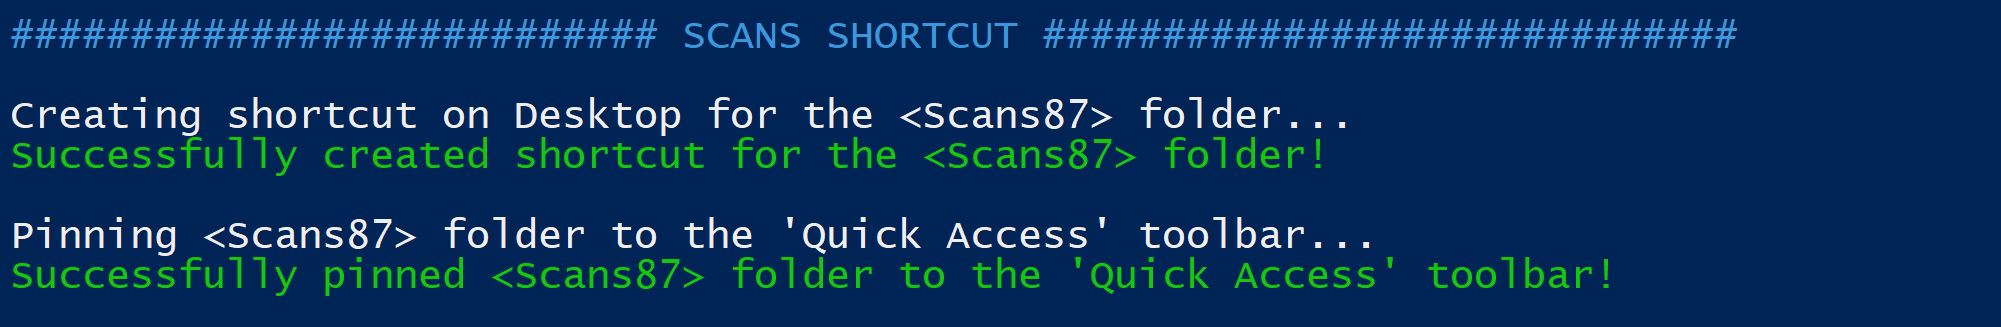 ########################### SCANS SHORTCUT #############################
Creating shortcut on Desktop for the <Scans87> folder...
Successfully created shortcut for the <Scans87> folder!
Pinning <Scans87> folder to the 'Quick Access' toolbar...
Successfully pinned <Scans87> folder to the 'Quick Access' toolbar!